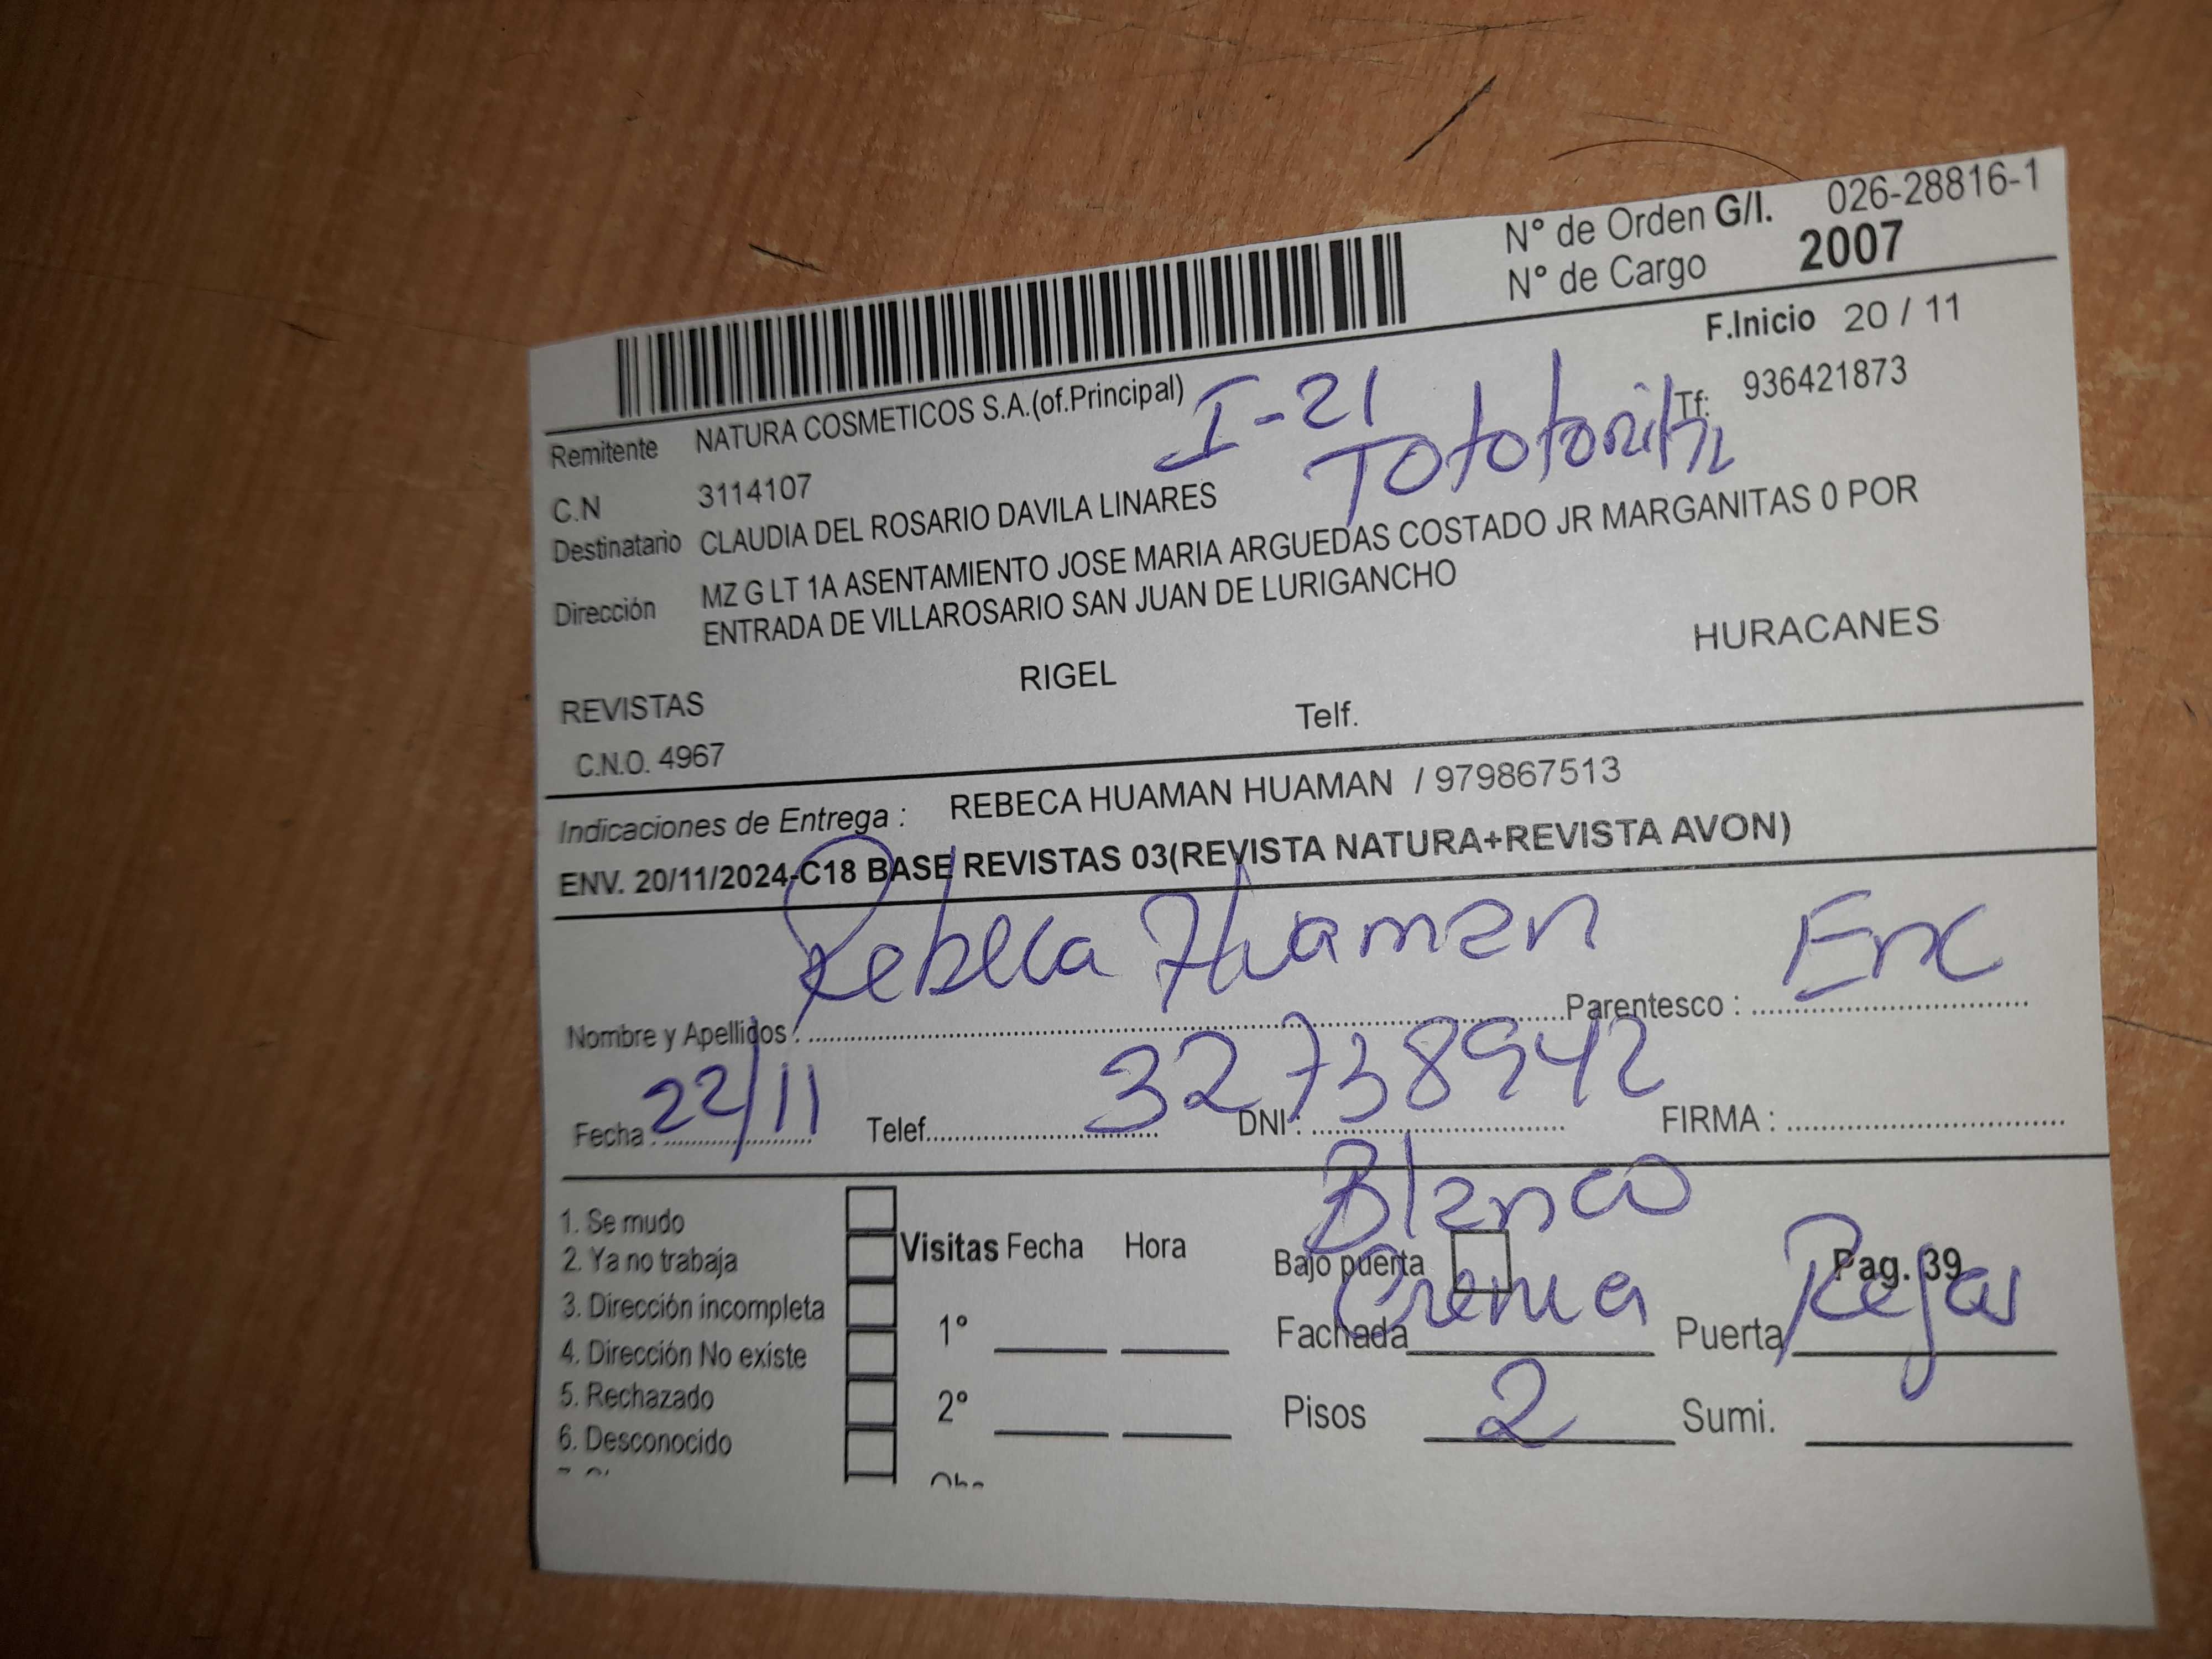 N° de Orden G/I. 026-28816-1
N° de Cargo 2007
F.Inicio 20 / 11
Remitente NATURA COSMETICOS S.A.(of.Principal) I-21 Tf: 936421873
C.N 3114107
Destinatario CLAUDIA DEL ROSARIO DAVILA LINARES
Dirección MZ G LT 1A ASENTAMIENTO JOSE MARIA ARGUEDAS COSTADO JR MARGANITAS 0 POR
ENTRADA DE VILLAROSARIO SAN JUAN DE LURIGANCHO
REVISTAS RIGEL HURACANES
C.N.O. 4967 Telf.
Indicaciones de Entrega : REBECA HUAMAN HUAMAN / 979867513
ENV. 20/11/2024-C18 BASE REVISTAS 03(REVISTA NATURA+REVISTA AVON)
Nombre y Apellidos : Rebeca Huaman Parentesco : Enc
Fecha : 22/11 Telef. DNI : 32738942 FIRMA :
Blanco
1. Se mudo
2. Ya no trabaja Visitas Fecha Hora Bajo puerta Pag. 39
3. Dirección incompleta
4. Dirección No existe 1° Fachada Crema Puerta Rejas
5. Rechazado 2° Pisos 2 Sumi.
6. Desconocido